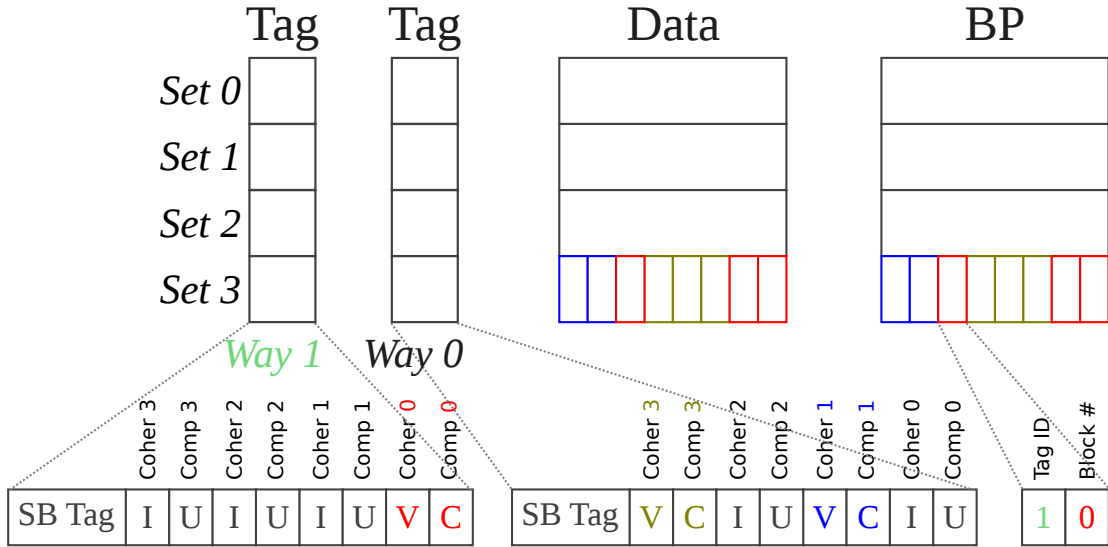 Tag Tag Data BP
Set 0
Set 1
Set 2
Set 3
Way 1 Way 0
Coher 3 Comp 3 Coher 2 Comp 2 Coher 1 Comp 1 Coher 0 Comp 0 Coher 3 Comp 3 Coher 2 Comp 2 Coher 1 Comp 1 Coher 0 Comp 0 Tag ID Block #
SB Tag I U I U I U V C SB Tag V C I U V C I U 1 0